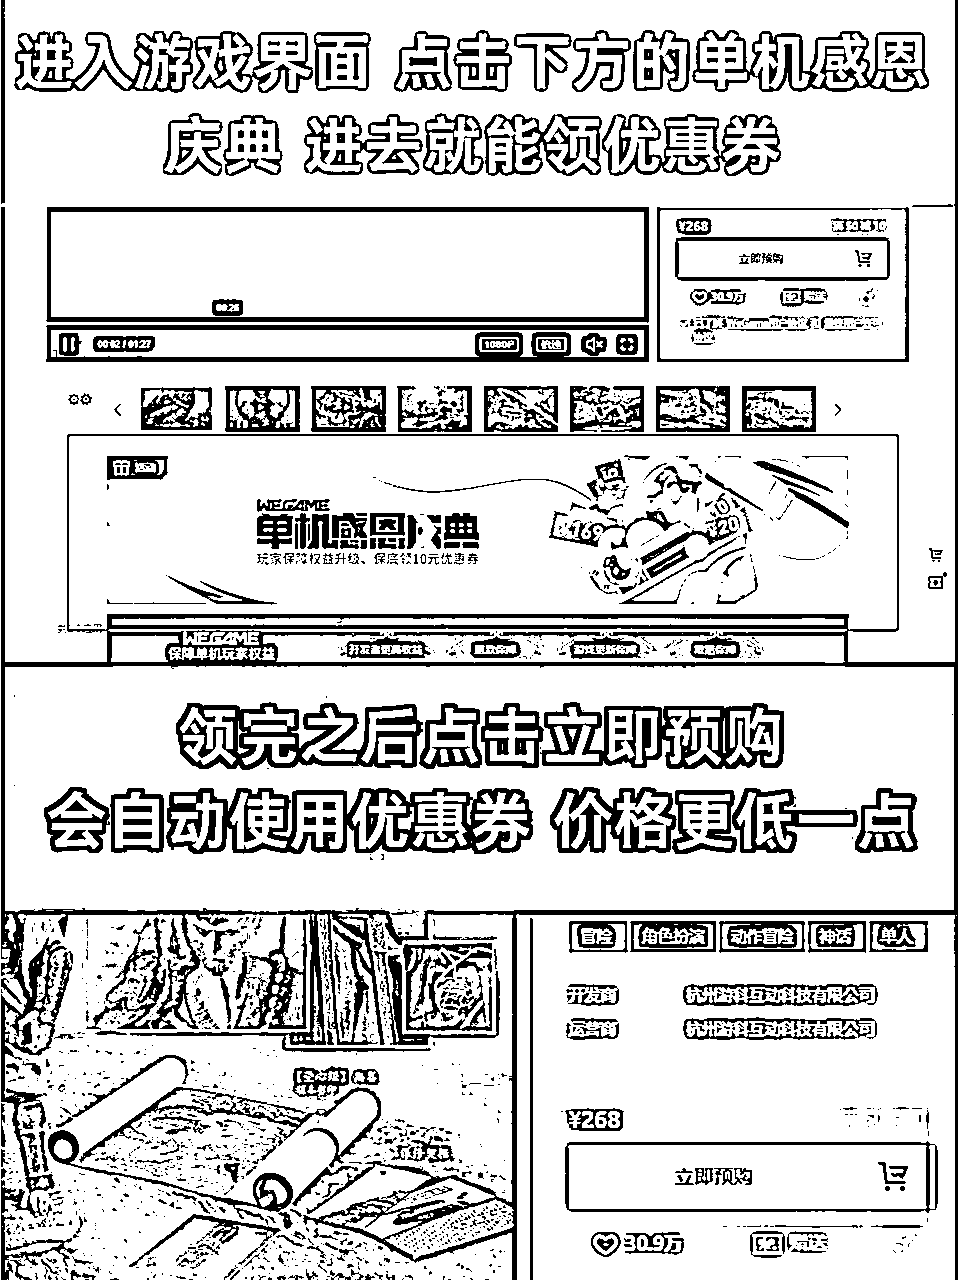 进入游戏界面 点击下方的单机感恩
庆典 进去就能领优惠券
¥268
立即预购
30.9万
00:02 / 01:27
1080P
WEGAME
单机感恩庆典
玩家保障权益升级、保底领10元优惠券
WEGAME
保障单机玩家权益
领完之后点击立即预购
会自动使用优惠券 价格更低一点
冒险 角色扮演 动作冒险 神话 单人
开发商 杭州游科互动科技有限公司
运营商 杭州游科互动科技有限公司
¥268
立即预购
30.9万 赠送